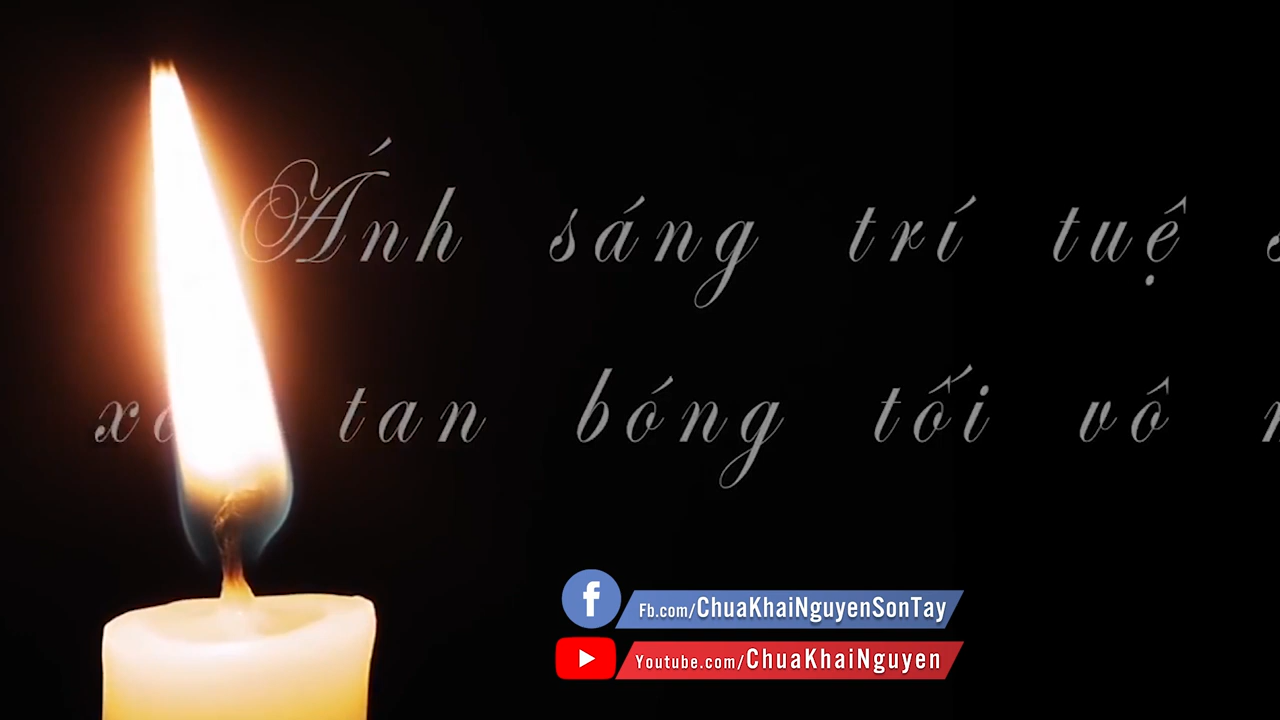 Ánh sáng trí tuệ
tan bóng tối vô
Fb.com/ChuaKhaiNguyenSonTay
Youtube.com/ChuaKhaiNguyen